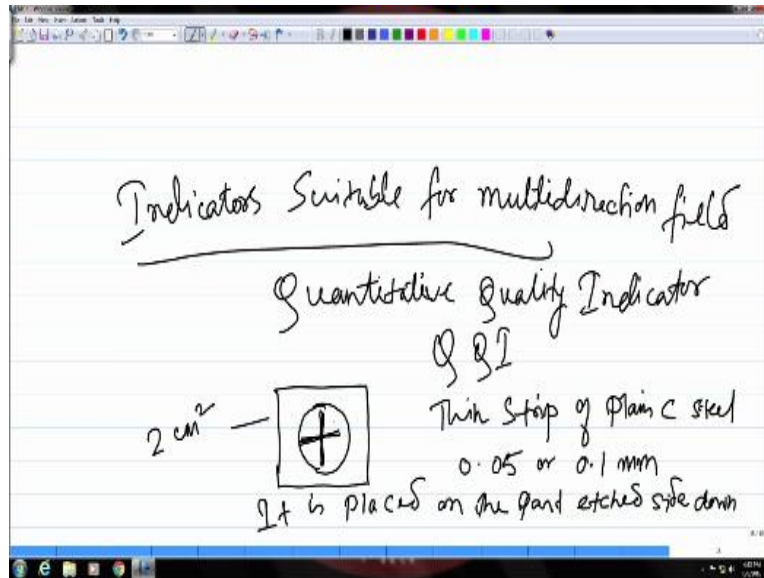 Indicators Suitable for multidirection field
Quantitative Quality Indicator
QQI
2 cm²
Thin Strip of Plain C steel
0.05 or 0.1 mm
It is placed on the part etched side down